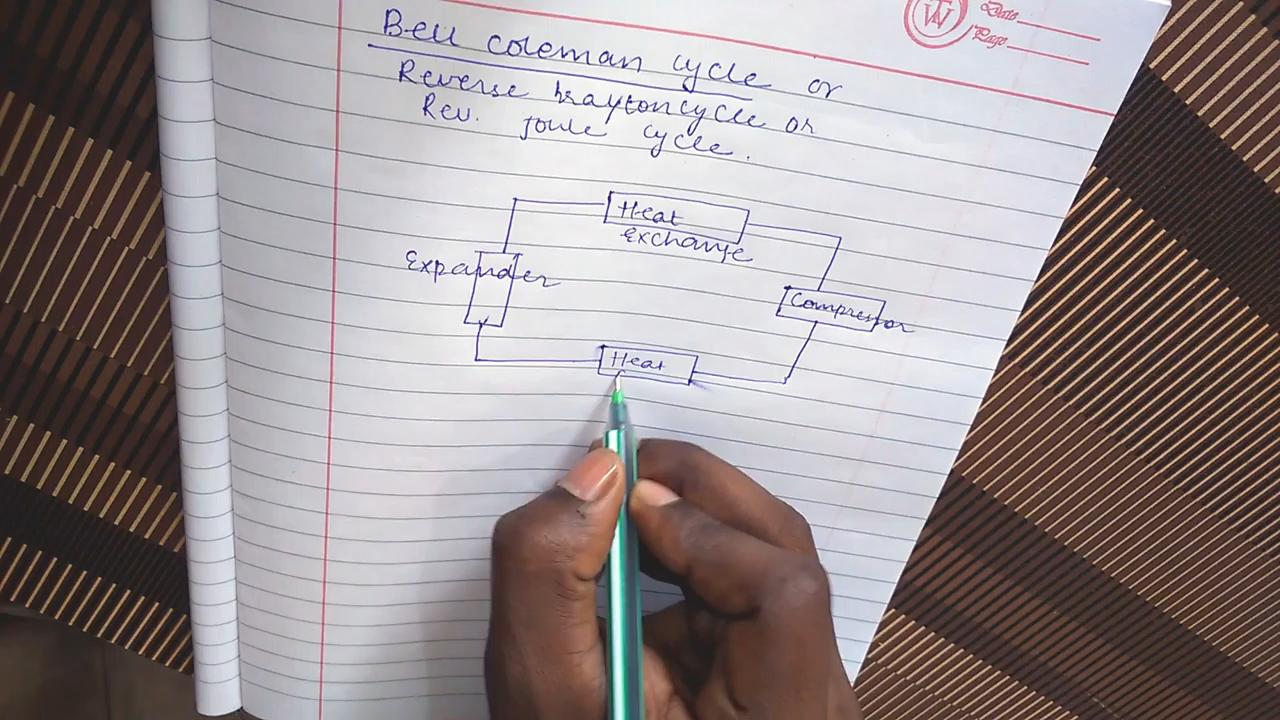 Date
Page
Bell coleman cycle or
Reverse braytoncycle or
Rev. joule cycle.
Heat
exchange
Expander
Compressor
Heat